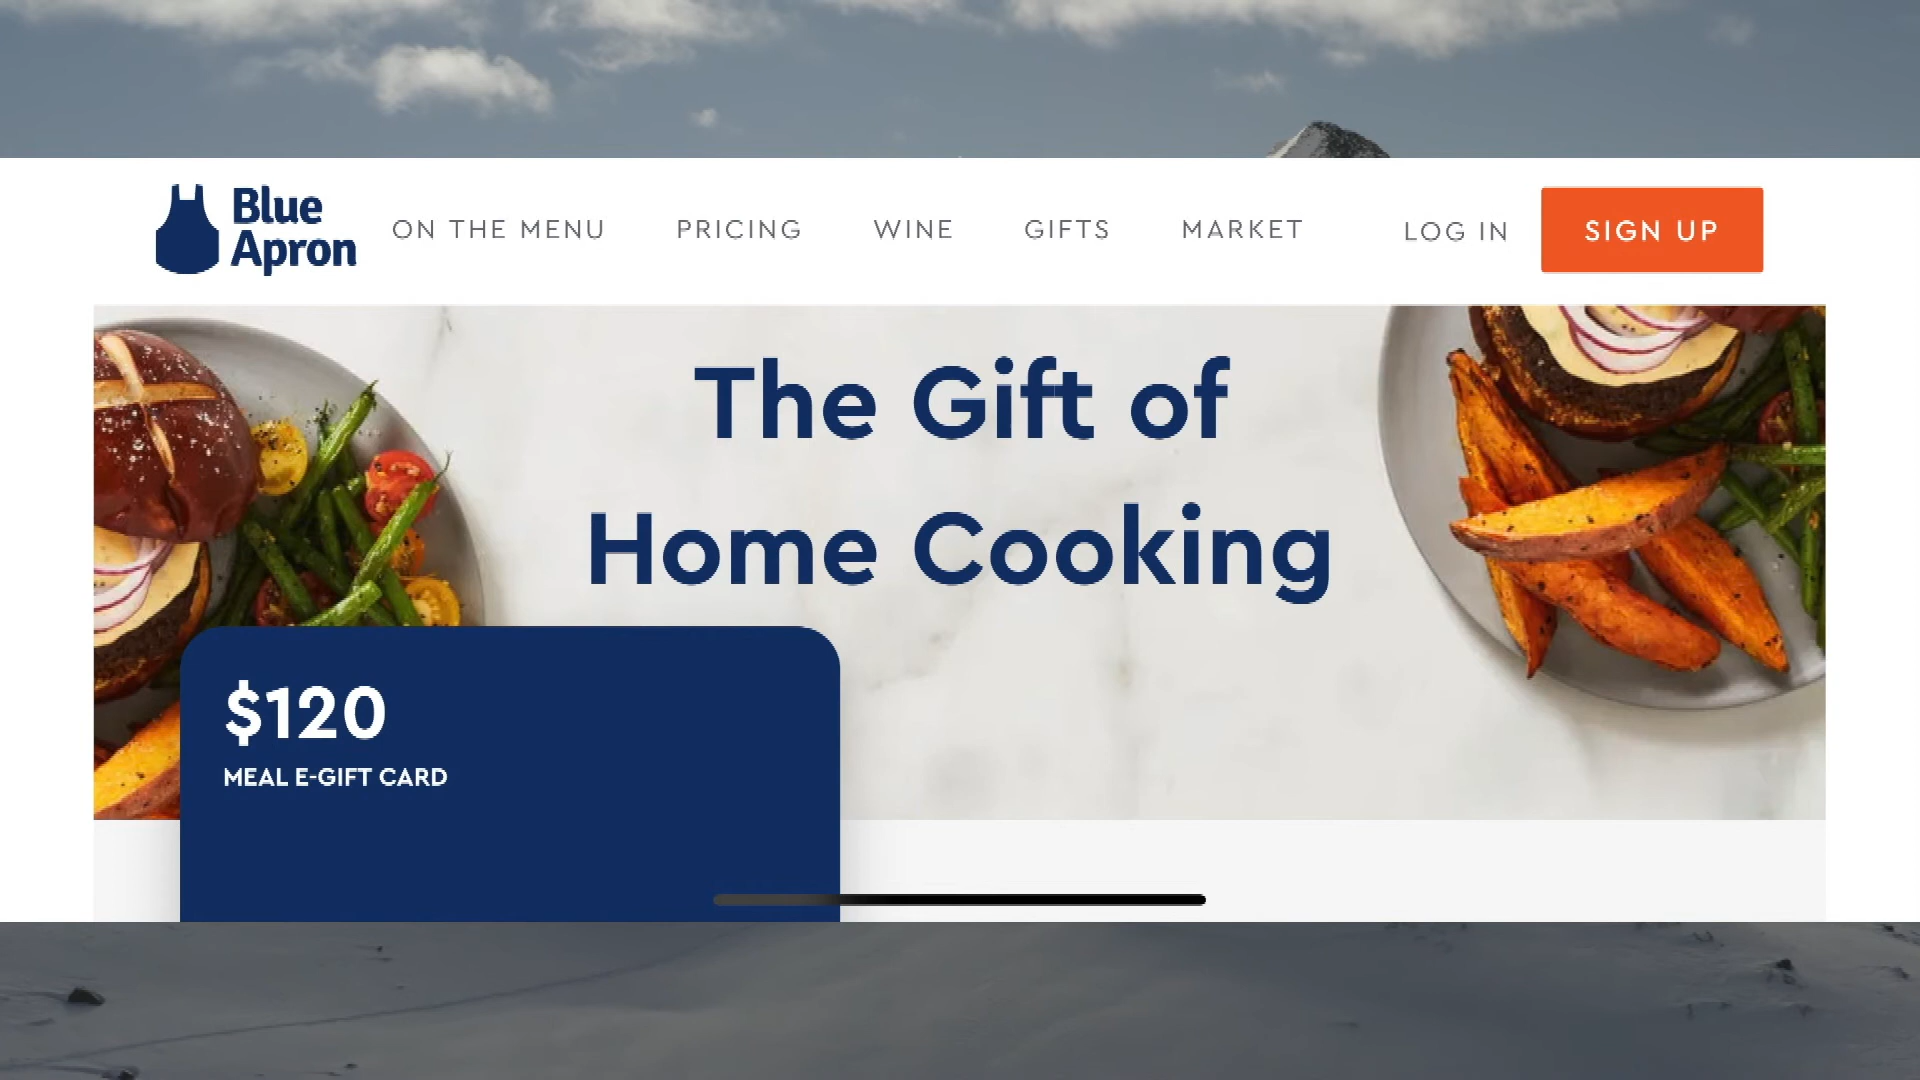 Blue
Apron
ON THE MENU
PRICING
WINE
GIFTS
MARKET
LOG IN
SIGN UP
The Gift of
Home Cooking
$120
MEAL E-GIFT CARD